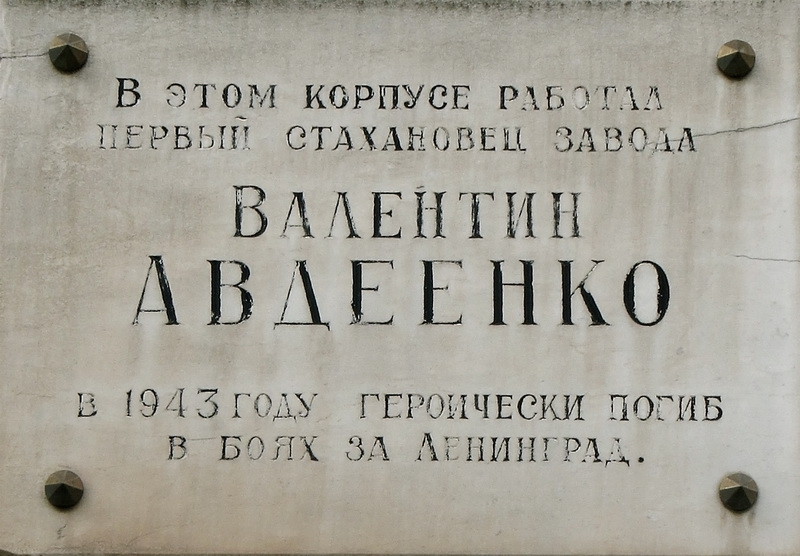 В ЭТОМ КОРПУСЕ РАБОТАЛ
ПЕРВЫЙ СТАХАНОВЕЦ ЗАВОДА
ВАЛЕНТИН
АВДЕЕНКО
В 1943 ГОДУ ГЕРОИЧЕСКИ ПОГИБ
В БОЯХ ЗА ЛЕНИНГРАД.